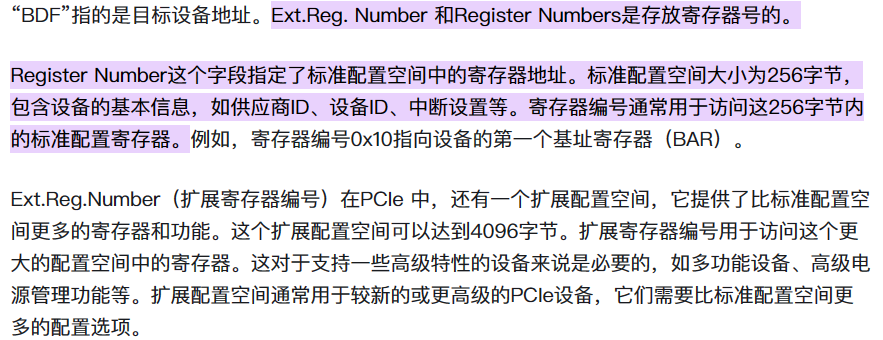 “BDF”指的是目标设备地址。Ext.Reg. Number 和Register Numbers是存放寄存器号的。
Register Number这个字段指定了标准配置空间中的寄存器地址。标准配置空间大小为256字节，
包含设备的基本信息，如供应商ID、设备ID、中断设置等。寄存器编号通常用于访问这256字节内
的标准配置寄存器。例如，寄存器编号0x10指向设备的第一个基址寄存器（BAR）。
Ext.Reg.Number（扩展寄存器编号）在PCIe 中，还有一个扩展配置空间，它提供了比标准配置空
间更多的寄存器和功能。这个扩展配置空间可以达到4096字节。扩展寄存器编号用于访问这个更
大的配置空间中的寄存器。这对于支持一些高级特性的设备来说是必要的，如多功能设备、高级电
源管理功能等。扩展配置空间通常用于较新的或更高级的PCIe设备，它们需要比标准配置空间更
多的配置选项。